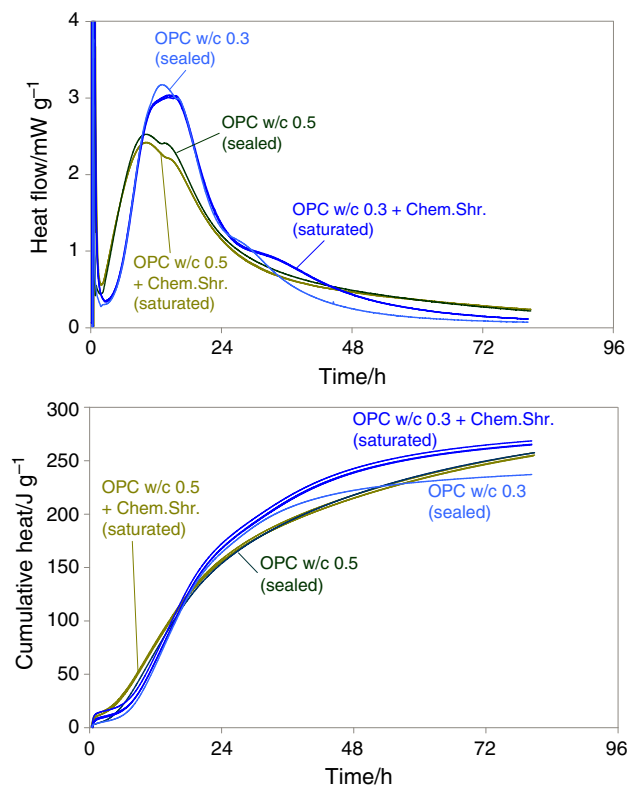 4
3
2
1
0
Heat flow/mW g⁻¹
OPC w/c 0.3
(sealed)
OPC w/c 0.5
(sealed)
OPC w/c 0.3 + Chem.Shr.
(saturated)
OPC w/c 0.5
+ Chem.Shr.
(saturated)
0 24 48 72 96
Time/h
300
250
200
150
100
50
0
Cumulative heat/J g⁻¹
OPC w/c 0.3 + Chem.Shr.
(saturated)
OPC w/c 0.5
+ Chem.Shr.
(saturated)
OPC w/c 0.3
(sealed)
OPC w/c 0.5
(sealed)
0 24 48 72 96
Time/h